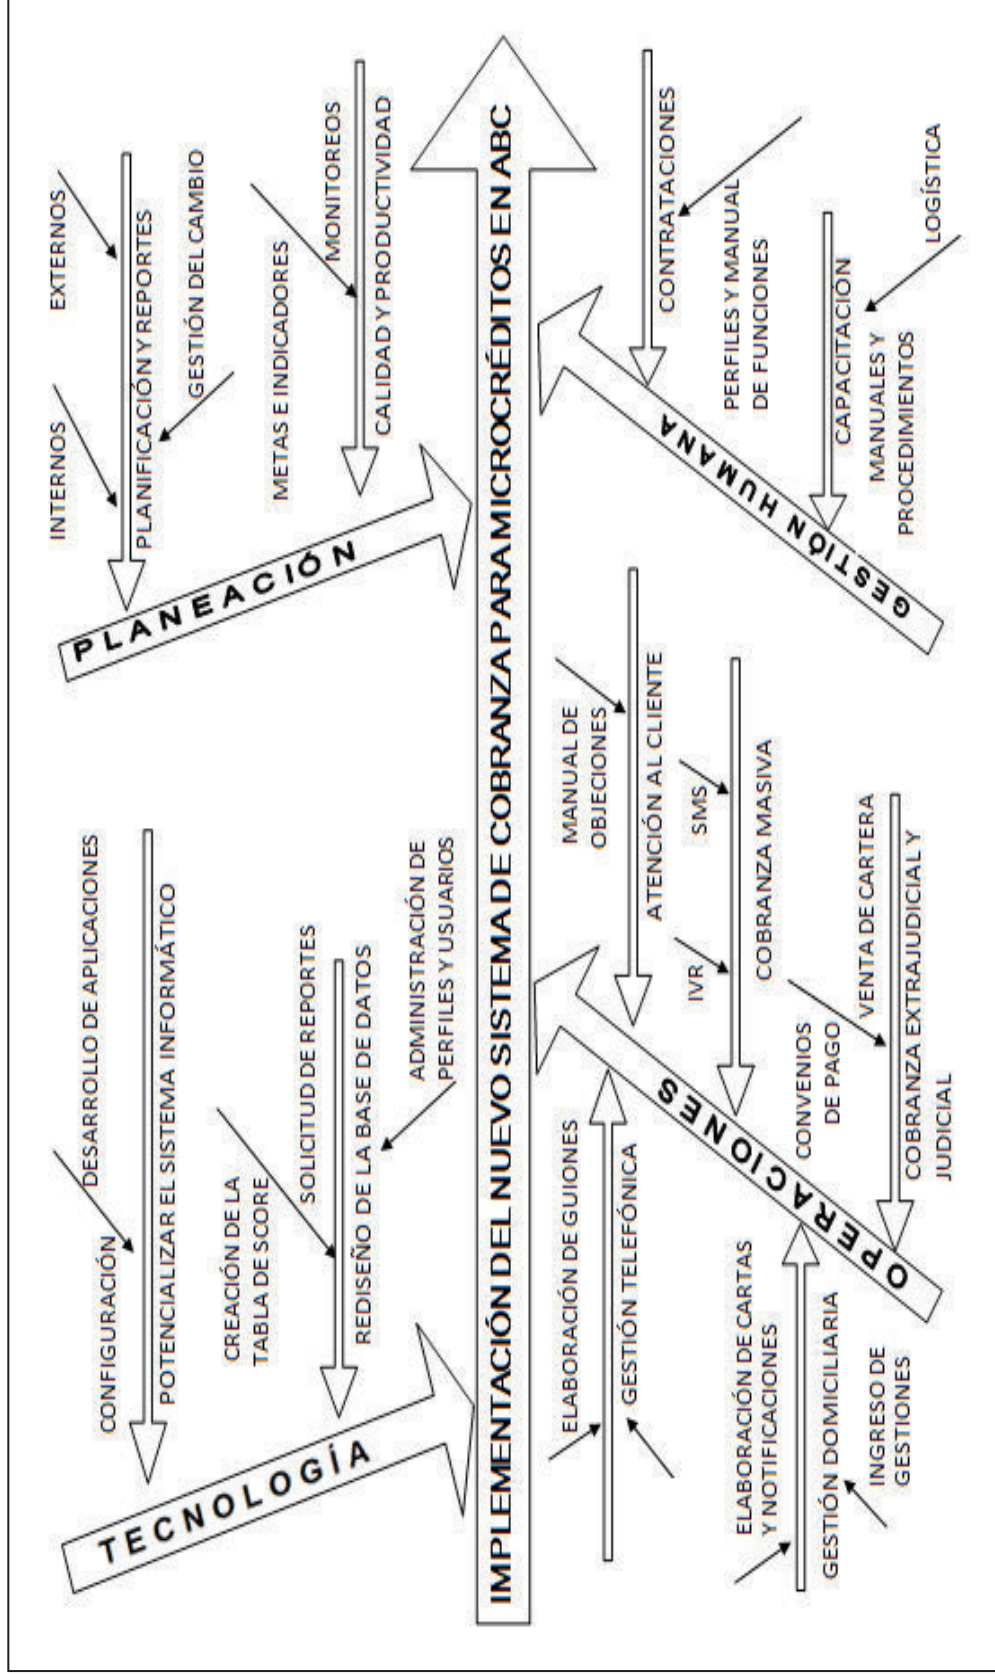 TECNOLOGÍA
CONFIGURACIÓN
DESARROLLO DE APLICACIONES
POTENCIALIZAR EL SISTEMA INFORMÁTICO
CREACIÓN DE LA
TABLA DE SCORE
SOLICITUD DE REPORTES
REDISEÑO DE LA BASE DE DATOS
ADMINISTRACIÓN DE
PERFILES Y USUARIOS
PLANEACIÓN
INTERNOS
EXTERNOS
PLANIFICACIÓN Y REPORTES
GESTIÓN DEL CAMBIO
METAS E INDICADORES
MONITOREOS
CALIDAD Y PRODUCTIVIDAD
IMPLEMENTACIÓN DEL NUEVO SISTEMA DE COBRANZA PARA MICROCRÉDITOS EN ABC
ELABORACIÓN DE GUIONES
GESTIÓN TELEFÓNICA
ELABORACIÓN DE CARTAS
Y NOTIFICACIONES
GESTIÓN DOMICILIARIA
INGRESO DE
GESTIONES
OPERACIONES
MANUAL DE
OBJECIONES
ATENCIÓN AL CLIENTE
IVR
SMS
COBRANZA MASIVA
CONVENIOS
DE PAGO
VENTA DE CARTERA
COBRANZA EXTRAJUDICIAL Y
JUDICIAL
GESTIÓN HUMANA
CONTRATACIONES
PERFILES Y MANUAL
DE FUNCIONES
CAPACITACIÓN
MANUALES Y
PROCEDIMIENTOS
LOGÍSTICA